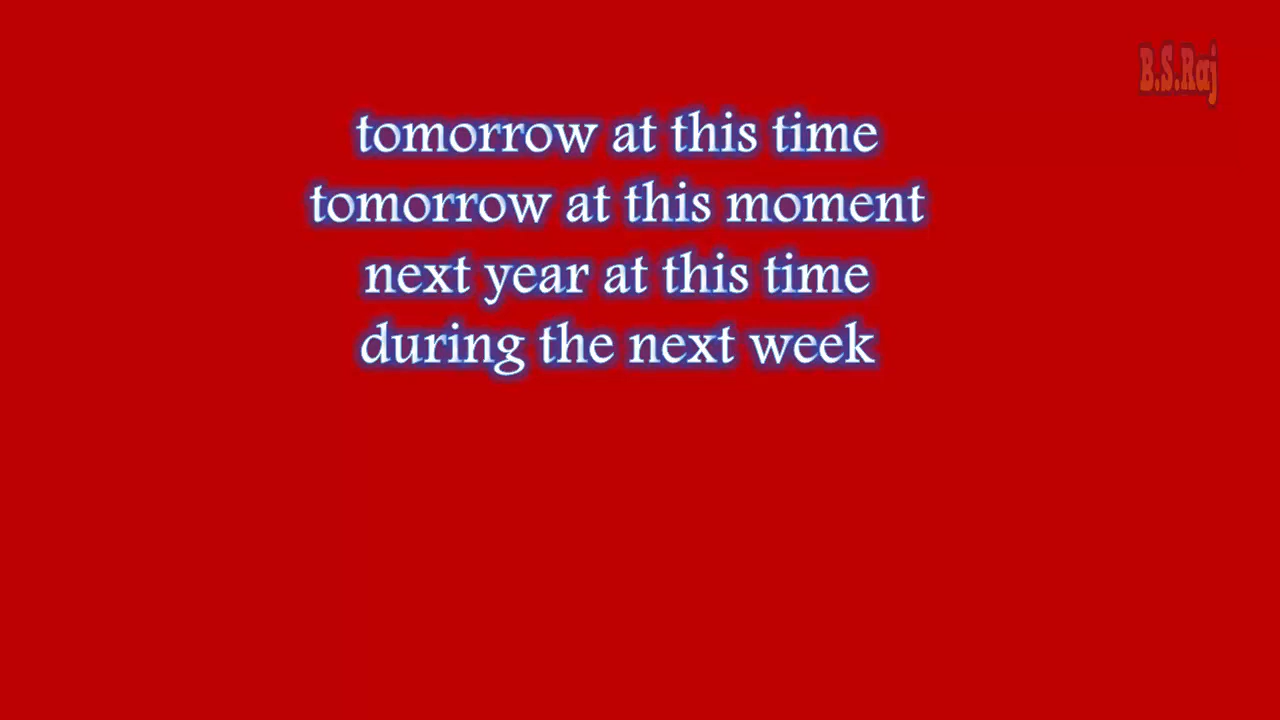 B.S.Raj
tomorrow at this time
tomorrow at this moment
next year at this time
during the next week